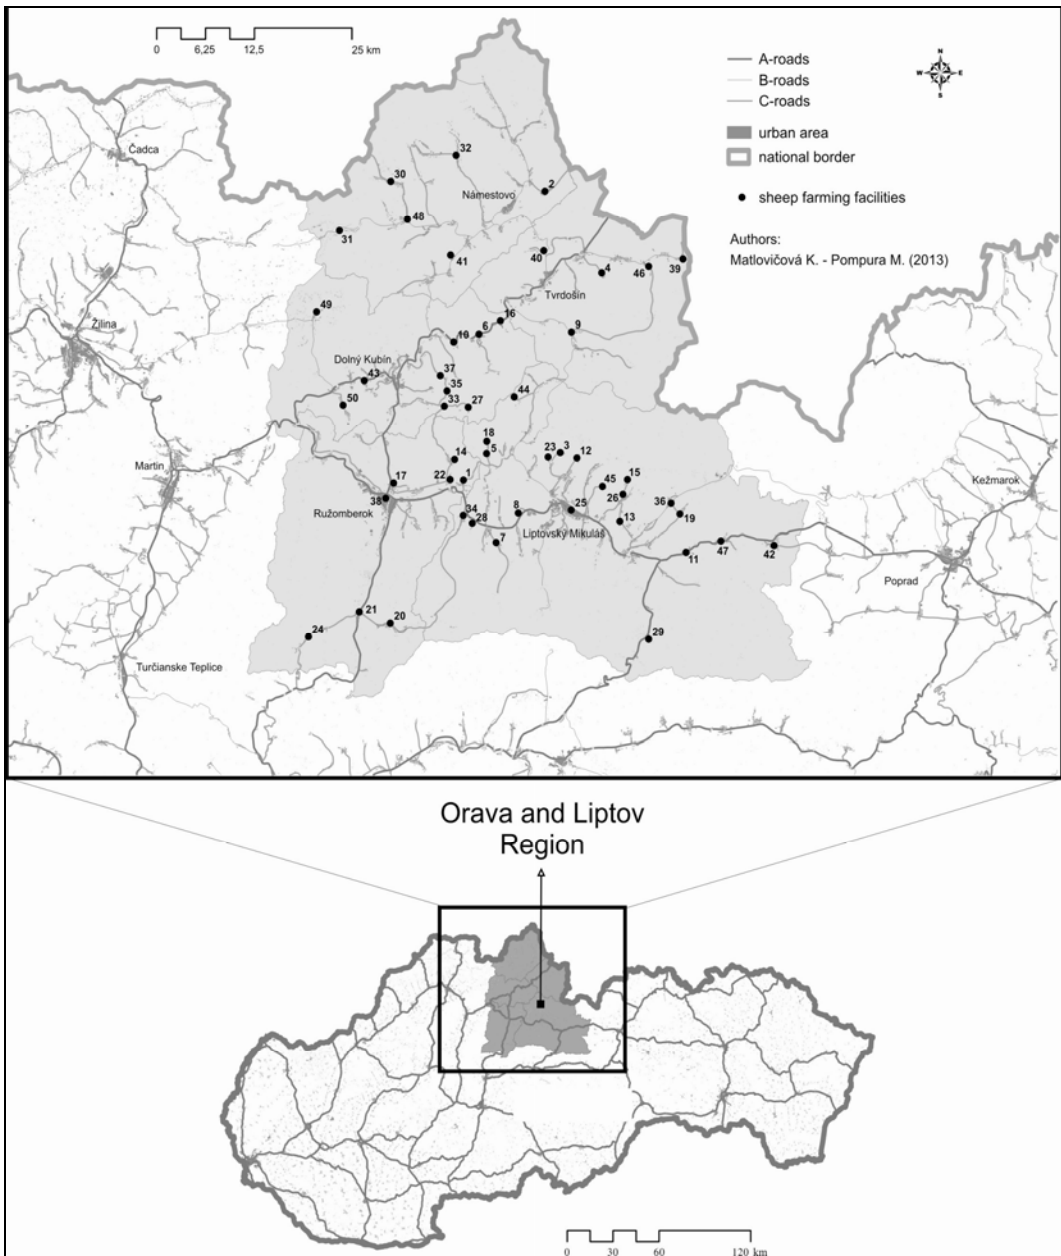 0 6,25 12,5 25 km
A-roads
B-roads
C-roads
urban area
national border
sheep farming facilities
Authors:
Matlovičová K. - Pompura M. (2013)
N
W E
S
Čadca
32
30
2
Námestovo
48
31
41
40
4
46
39
Tvrdošín
49
16
6
10
9
Žilina
Dolný Kubín
43
37
35
33
27
44
50
18
5
14
23
3
12
Martin
22
1
17
38
Ružomberok
45
15
26
36
19
Kežmarok
34
28
8
25
13
Liptovský Mikuláš
7
11
47
42
Poprad
21
20
24
29
Turčianske Teplice
Orava and Liptov
Region
0 30 60 120 km